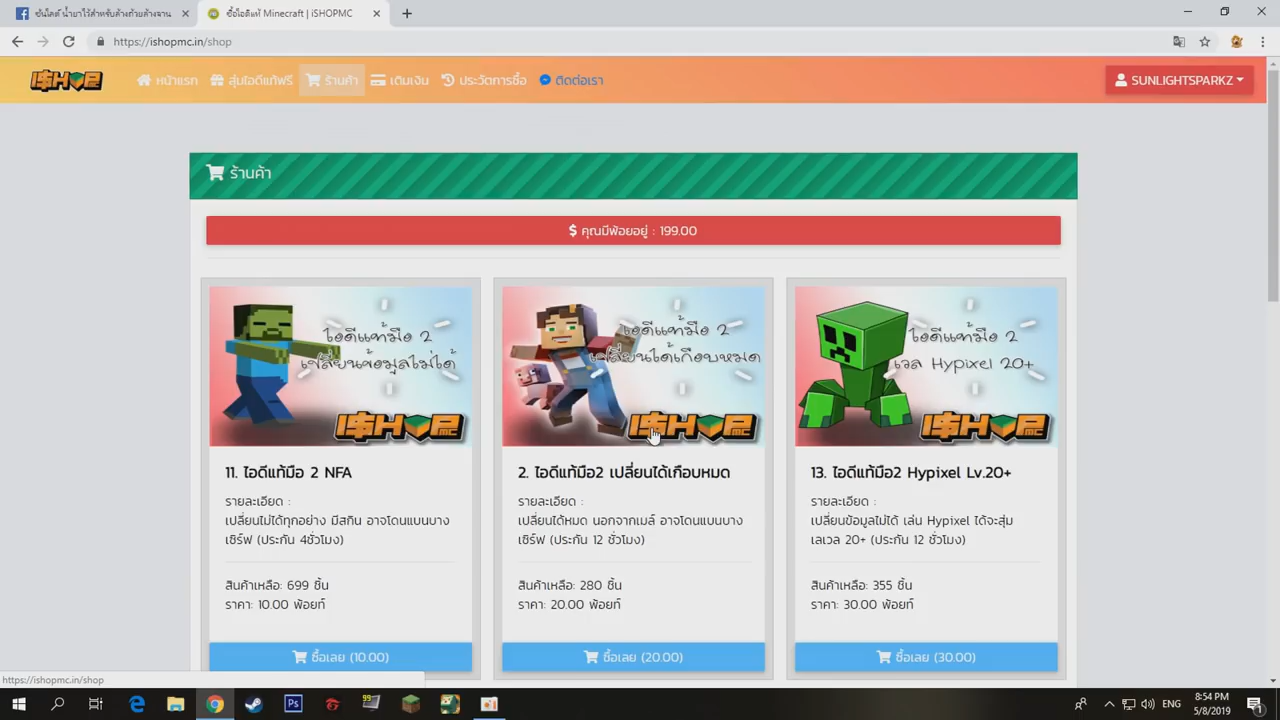 ซันไลต์ น้ำยาไว้สำหรับล้างถ้วยล้างจาน
ซื้อไอดีแท้ Minecraft | iSHOPMC
https://ishopmc.in/shop
หน้าแรก
สุ่มไอดีแท้ฟรี
ร้านค้า
เติมเงิน
ประวัติการซื้อ
ติดต่อเรา
SUNLIGHTSPARKZ
ร้านค้า
คุณมีพ้อยอยู่ : 199.00
ไอดีแท้มือ 2
เปลี่ยนข้อมูลไม่ได้
I$HOP MC
11. ไอดีแท้มือ 2 NFA
รายละเอียด :
เปลี่ยนไม่ได้ทุกอย่าง มีสกิน อาจโดนแบนบาง
เซิร์ฟ (ประกัน 4ชั่วโมง)
สินค้าเหลือ: 699 ชิ้น
ราคา: 10.00 พ้อยท์
ซื้อเลย (10.00)
ไอดีแท้มือ 2
เปลี่ยนได้เกือบหมด
I$HOP MC
2. ไอดีแท้มือ2 เปลี่ยนได้เกือบหมด
รายละเอียด :
เปลี่ยนได้หมด นอกจากเมล์ อาจโดนแบนบาง
เซิร์ฟ (ประกัน 12 ชั่วโมง)
สินค้าเหลือ: 280 ชิ้น
ราคา: 20.00 พ้อยท์
ซื้อเลย (20.00)
ไอดีแท้มือ 2
เวล Hypixel 20+
I$HOP MC
13. ไอดีแท้มือ2 Hypixel Lv.20+
รายละเอียด :
เปลี่ยนข้อมูลไม่ได้ เล่น Hypixel ได้จะสุ่ม
เลเวล 20+ (ประกัน 12 ชั่วโมง)
สินค้าเหลือ: 355 ชิ้น
ราคา: 30.00 พ้อยท์
ซื้อเลย (30.00)
https://ishopmc.in/shop
ENG
8:54 PM
5/8/2019